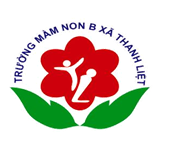 TRƯỜNG MẦM NON B XÃ THANH LIỆT